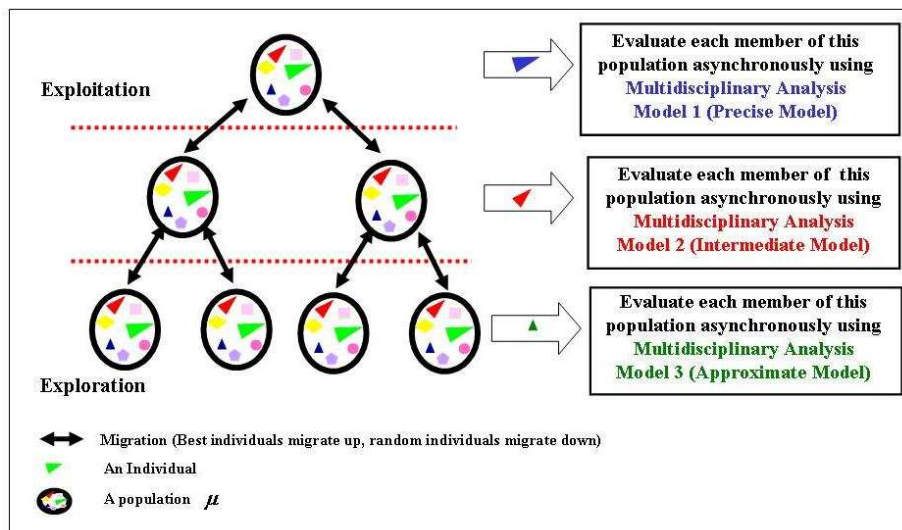 Exploitation
Evaluate each member of this
population asynchronously using
Multidisciplinary Analysis
Model 1 (Precise Model)
Evaluate each member of  this
population asynchronously using
Multidisciplinary Analysis
Model 2 (Intermediate Model)
Evaluate each member of this
population asynchronously using
Multidisciplinary Analysis
Model 3 (Approximate Model)
Exploration
Migration (Best individuals migrate up, random individuals migrate down)
An Individual
A population μ